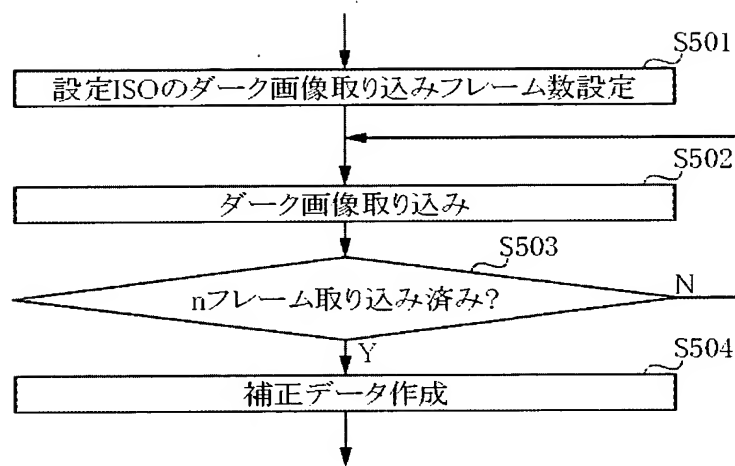 S501
設定ISOのダーク画像取り込みフレーム数設定
S502
ダーク画像取り込み
S503
nフレーム取り込み済み?
N
Y
S504
補正データ作成